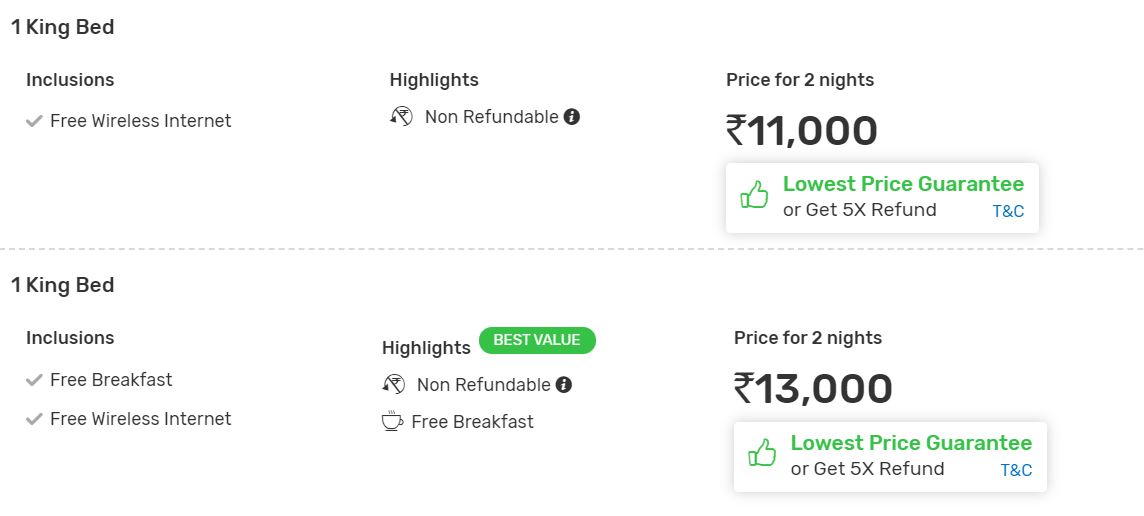 1 King Bed
Inclusions
Free Wireless Internet
Highlights
Non Refundable
Price for 2 nights
₹11,000
Lowest Price Guarantee
or Get 5X Refund T&C
1 King Bed
Inclusions
Free Breakfast
Free Wireless Internet
Highlights BEST VALUE
Non Refundable
Free Breakfast
Price for 2 nights
₹13,000
Lowest Price Guarantee
or Get 5X Refund T&C